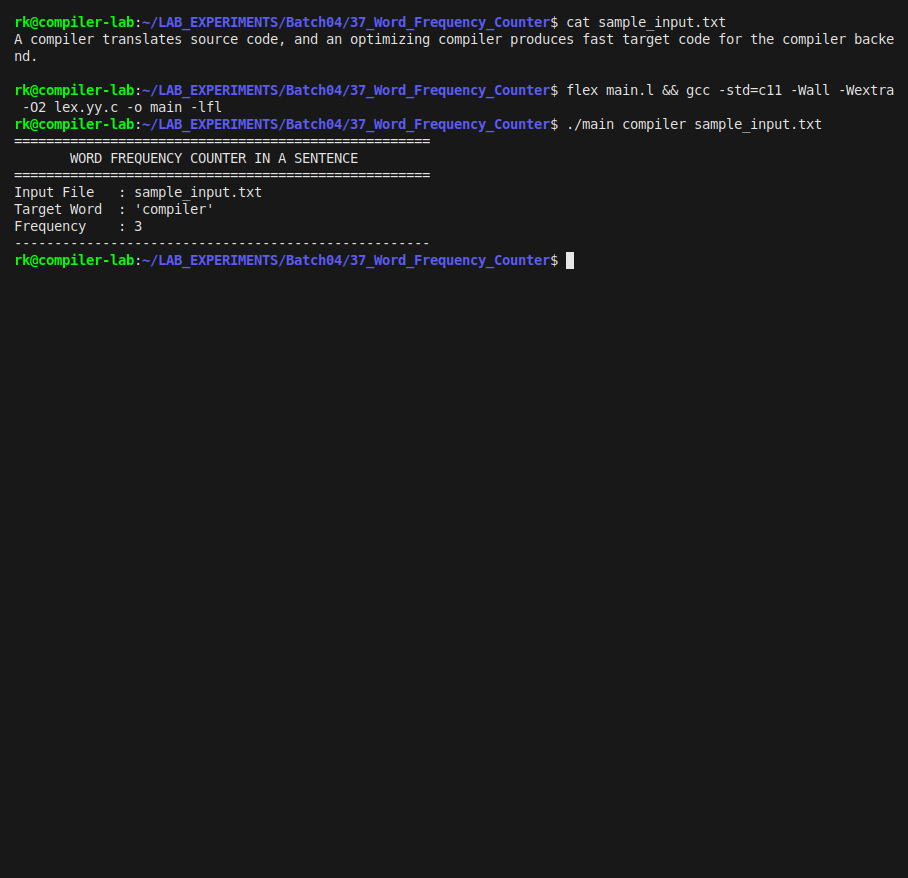 rk@compiler-lab:~/LAB_EXPERIMENTS/Batch04/37_Word_Frequency_Counter$ cat sample_input.txt
A compiler translates source code, and an optimizing compiler produces fast target code for the compiler backe
nd.
rk@compiler-lab:~/LAB_EXPERIMENTS/Batch04/37_Word_Frequency_Counter$ flex main.l && gcc -std=c11 -Wall -Wextra
 -O2 lex.yy.c -o main -lfl
rk@compiler-lab:~/LAB_EXPERIMENTS/Batch04/37_Word_Frequency_Counter$ ./main compiler sample_input.txt
====================================================
       WORD FREQUENCY COUNTER IN A SENTENCE
====================================================
Input File   : sample_input.txt
Target Word  : 'compiler'
Frequency    : 3
----------------------------------------------------
rk@compiler-lab:~/LAB_EXPERIMENTS/Batch04/37_Word_Frequency_Counter$